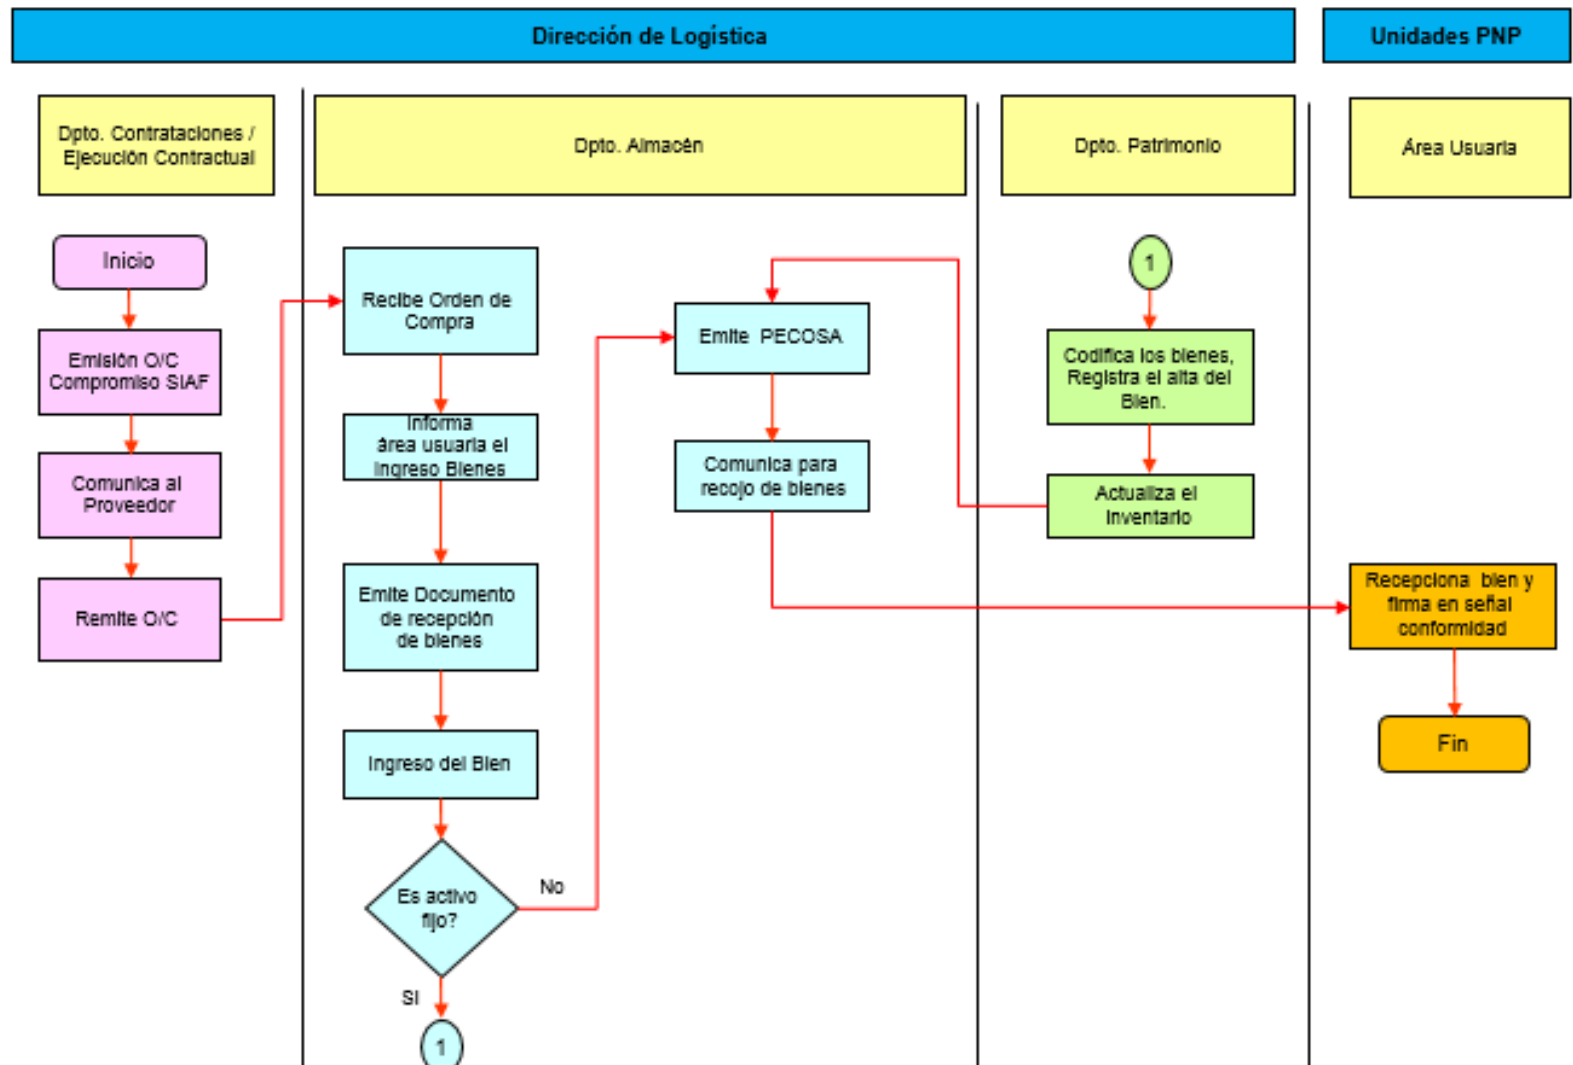 Dirección de Logística
Unidades PNP
Dpto. Contrataciones /
Ejecución Contractual
Dpto. Almacén
Dpto. Patrimonio
Área Usuaria
Inicio
Emisión O/C
Compromiso SIAF
Comunica al
Proveedor
Remite O/C
Recibe Orden de
Compra
Informa
área usuaria el
Ingreso Bienes
Emite Documento
de recepción
de bienes
Ingreso del Bien
Es activo
fijo?
No
SI
1
Emite PECOSA
Comunica para
recojo de bienes
1
Codifica los bienes,
Registra el alta del
Bien.
Actualiza el
Inventario
Recepciona bien y
firma en señal
conformidad
Fin